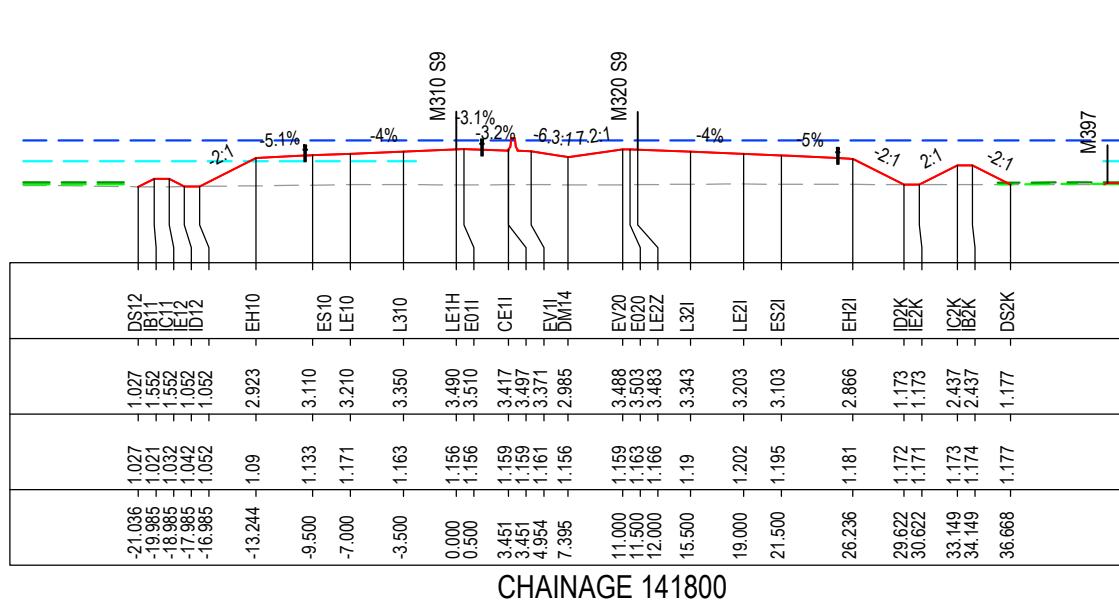 M310 S9
M320 S9
M397
-2:1
-5.1%
-4%
-3.1%
-3.2%
-6.3:1
7.2:1
-4%
-5%
-2:1
2:1
-2:1
DS12 IB11 IC11 IE12 ID12 EH10 ES10 LE10 L310 LE1H E01I CE1I EV1I DM14 EV20 E020 LE2Z L32I LE2I ES2I EH2I ID2K IE2K IC2K IB2K DS2K
1.027 1.552 1.552 1.052 1.052 2.923 3.110 3.210 3.350 3.490 3.510 3.417 3.497 3.371 2.985 3.488 3.503 3.483 3.343 3.203 3.103 2.866 1.173 1.173 2.437 2.437 1.177
1.027 1.021 1.032 1.042 1.052 1.09 1.133 1.171 1.163 1.156 1.156 1.159 1.159 1.161 1.156 1.159 1.163 1.166 1.19 1.202 1.195 1.181 1.172 1.171 1.173 1.174 1.177
-21.036 -19.985 -18.985 -17.985 -16.985 -13.244 -9.500 -7.000 -3.500 0.000 0.500 3.451 3.451 4.954 7.395 11.000 11.500 12.000 15.500 19.000 21.500 26.236 29.622 30.622 33.149 34.149 36.668
CHAINAGE 141800